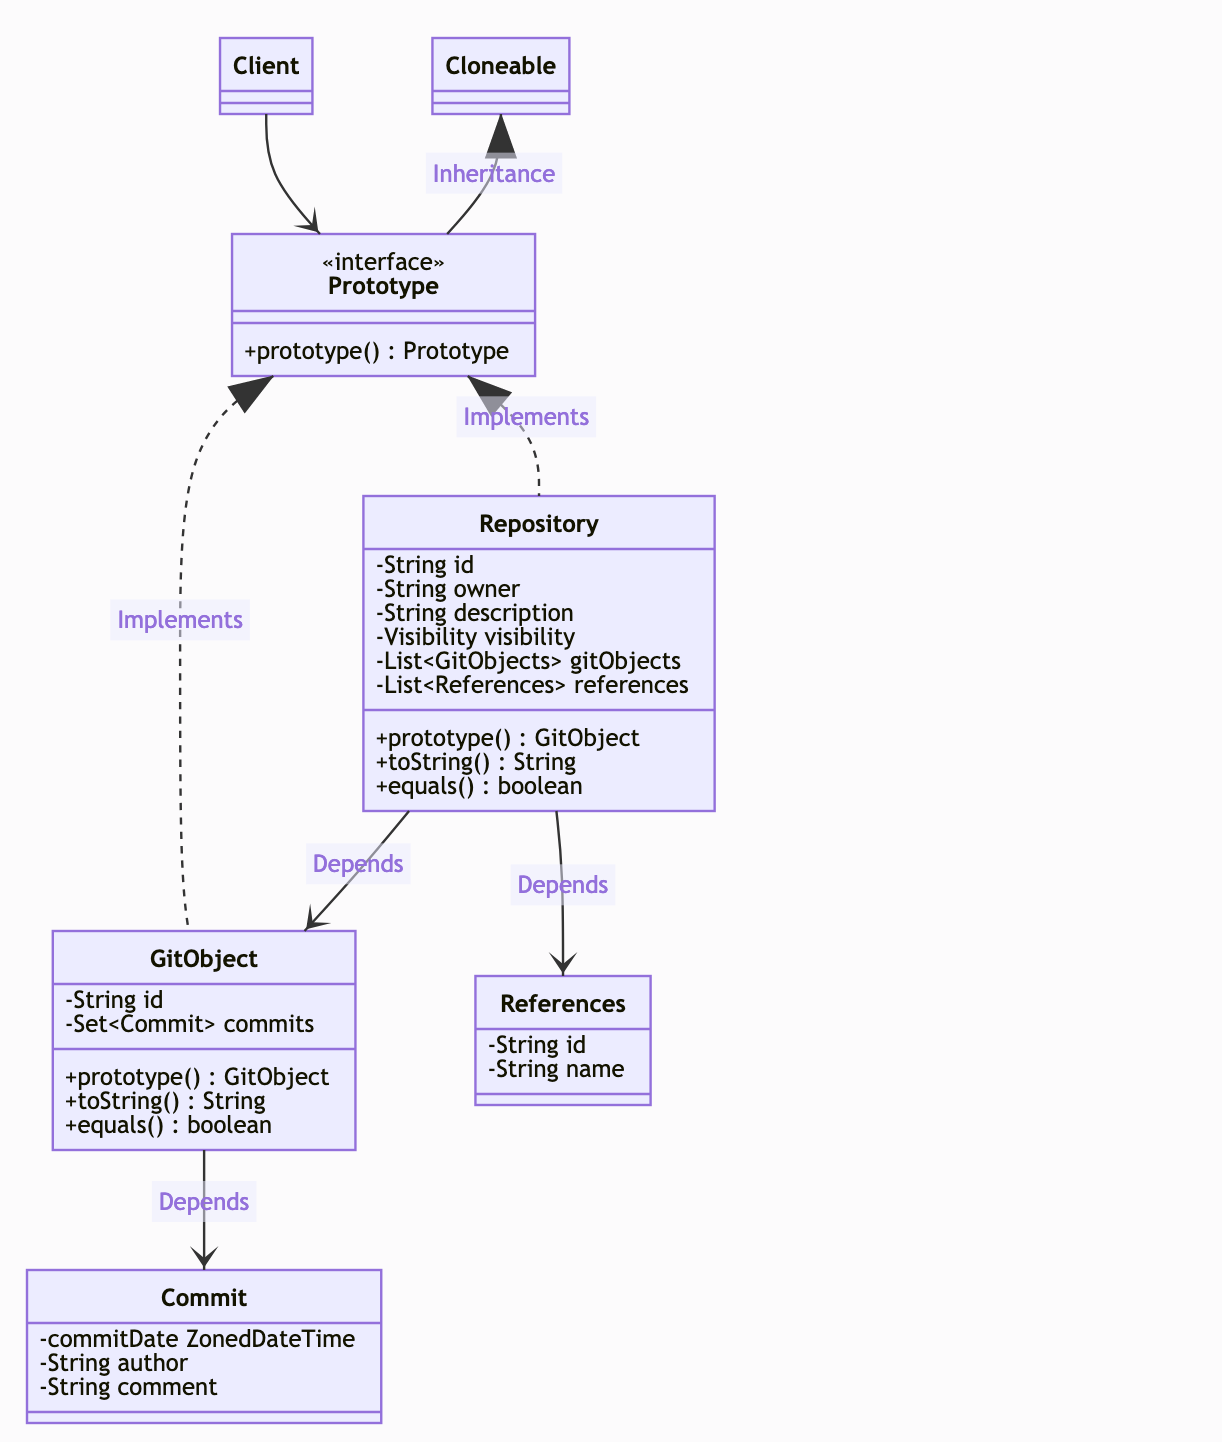 Client
Cloneable
Inheritance
«interface»
Prototype
+prototype() : Prototype
Implements
Repository
-String id
-String owner
-String description
-Visibility visibility
-List<GitObjects> gitObjects
-List<References> references
+prototype() : GitObject
+toString() : String
+equals() : boolean
Implements
Depends
Depends
GitObject
-String id
-Set<Commit> commits
+prototype() : GitObject
+toString() : String
+equals() : boolean
References
-String id
-String name
Depends
Commit
-commitDate ZonedDateTime
-String author
-String comment